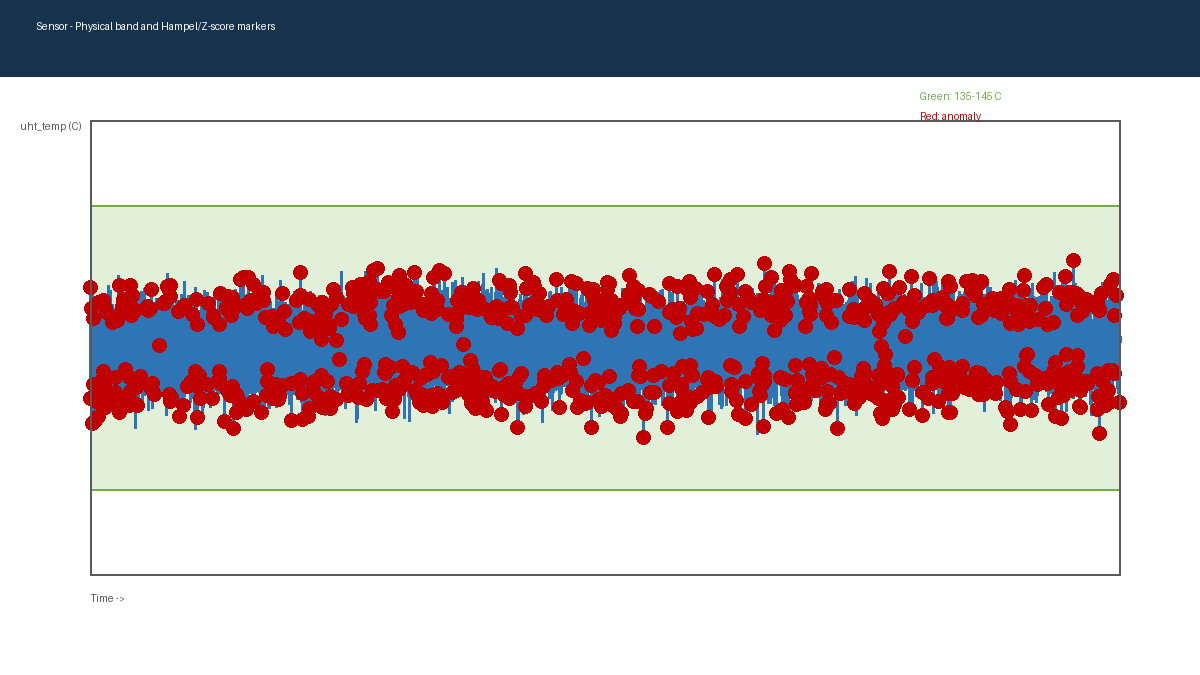 Sensor - Physical band and Hampel/Z-score markers
Green: 135-145 C
Red: anomaly
uht_temp (C)
Time ->